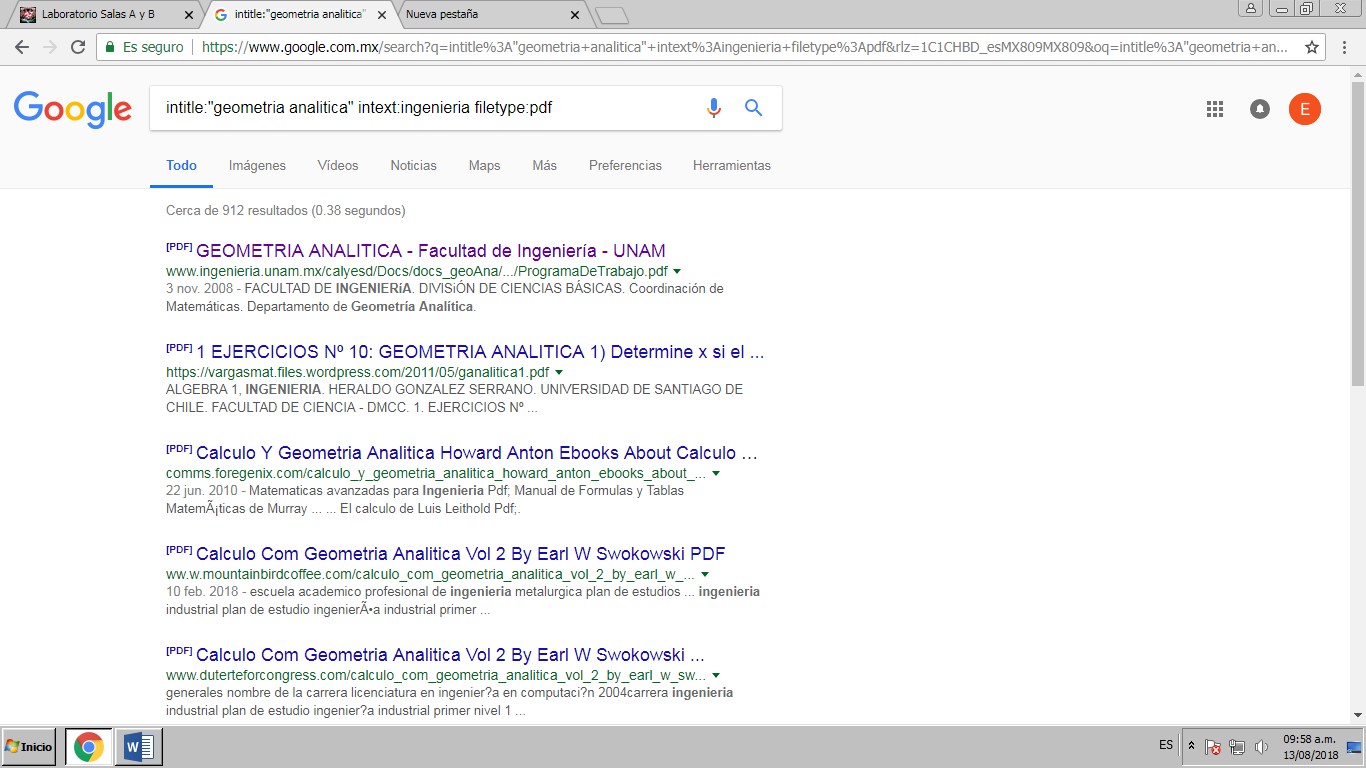 Laboratorio Salas A y B
intitle:"geometria analitica"
Nueva pestaña
Es seguro
https://www.google.com.mx/search?q=intitle%3A"geometria+analitica"+intext%3Aingenieria+filetype%3Apdf&rlz=1C1CHBD_esMX809MX809&oq=intitle%3A"geometria+an...
Google
intitle:"geometria analitica" intext:ingenieria filetype:pdf
E
Todo Imágenes Vídeos Noticias Maps Más Preferencias Herramientas
Cerca de 912 resultados (0.38 segundos)
[PDF] GEOMETRIA ANALITICA - Facultad de Ingeniería - UNAM
www.ingenieria.unam.mx/calyesd/Docs/docs_geoAna/.../ProgramaDeTrabajo.pdf
3 nov. 2008 - FACULTAD DE INGENIERíA. DIVISiÓN DE CIENCIAS BÁSICAS. Coordinación de
Matemáticas. Departamento de Geometría Analítica.
[PDF] 1 EJERCICIOS Nº 10: GEOMETRIA ANALITICA 1) Determine x si el ...
https://vargasmat.files.wordpress.com/2011/05/ganalitica1.pdf
ALGEBRA 1, INGENIERIA. HERALDO GONZALEZ SERRANO. UNIVERSIDAD DE SANTIAGO DE
CHILE. FACULTAD DE CIENCIA - DMCC. 1. EJERCICIOS Nº ...
[PDF] Calculo Y Geometria Analitica Howard Anton Ebooks About Calculo ...
comms.foregenix.com/calculo_y_geometria_analitica_howard_anton_ebooks_about_...
22 jun. 2010 - Matematicas avanzadas para Ingenieria Pdf; Manual de Formulas y Tablas
MatemÃ¡ticas de Murray ... ... El calculo de Luis Leithold Pdf;.
[PDF] Calculo Com Geometria Analitica Vol 2 By Earl W Swokowski PDF
ww.w.mountainbirdcoffee.com/calculo_com_geometria_analitica_vol_2_by_earl_w_...
10 feb. 2018 - escuela academico profesional de ingenieria metalurgica plan de estudios ... ingenieria
industrial plan de estudio ingenierÃ•a industrial primer ...
[PDF] Calculo Com Geometria Analitica Vol 2 By Earl W Swokowski ...
www.duterteforcongress.com/calculo_com_geometria_analitica_vol_2_by_earl_w_sw...
generales nombre de la carrera licenciatura en ingenier?a en computaci?n 2004carrera ingenieria
industrial plan de estudio ingenier?a industrial primer nivel 1 ...
Inicio
ES
09:58 a.m.
13/08/2018